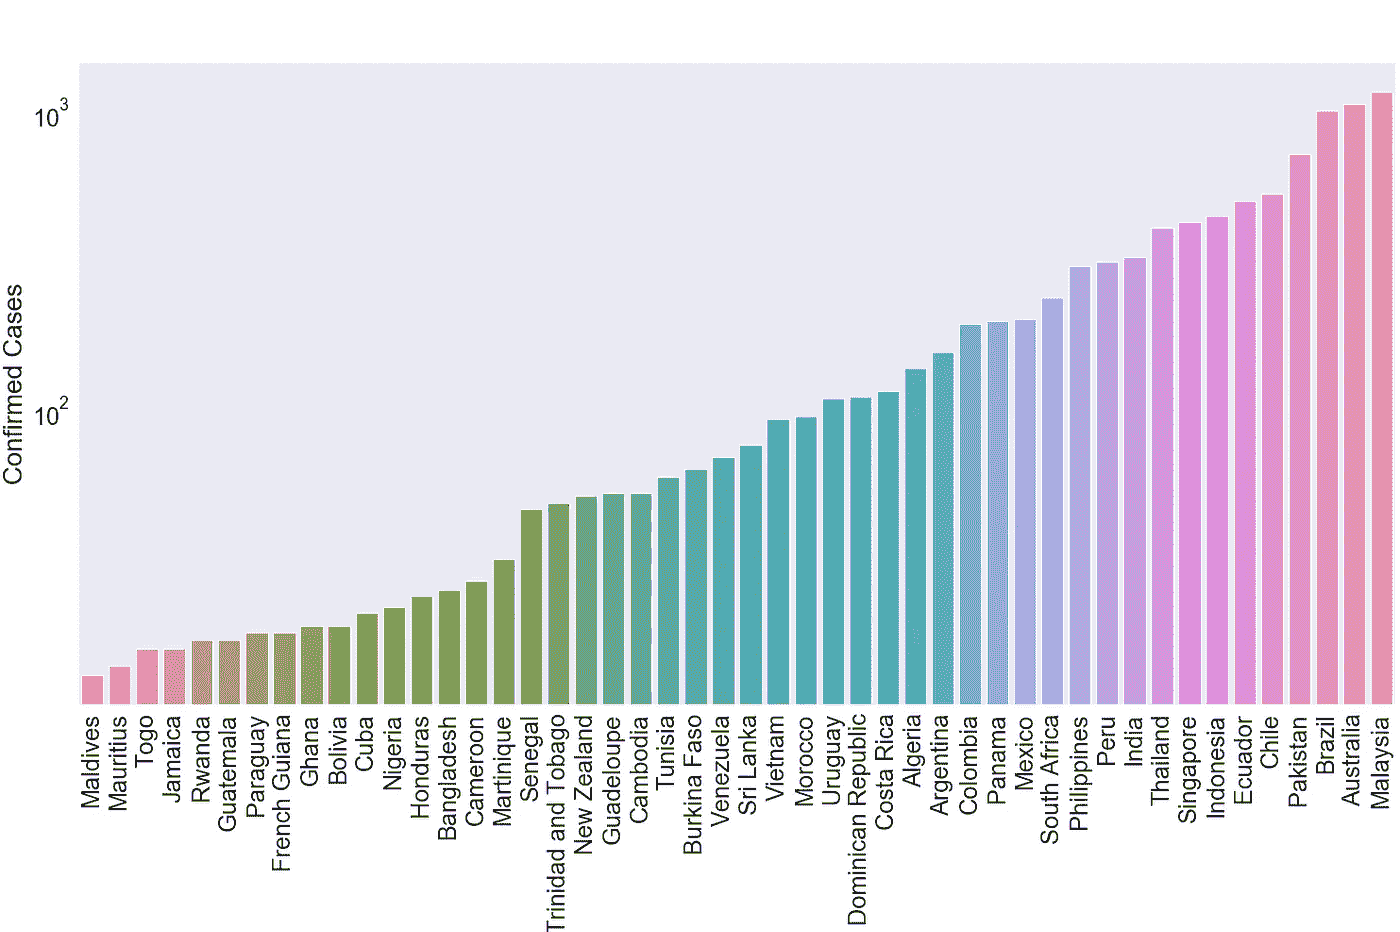 10³
10²
Confirmed Cases
Maldives
Mauritius
Togo
Jamaica
Rwanda
Guatemala
Paraguay
French Guiana
Ghana
Bolivia
Cuba
Nigeria
Honduras
Bangladesh
Cameroon
Martinique
Senegal
Trinidad and Tobago
New Zealand
Guadeloupe
Cambodia
Tunisia
Burkina Faso
Venezuela
Sri Lanka
Vietnam
Morocco
Uruguay
Dominican Republic
Costa Rica
Algeria
Argentina
Colombia
Panama
Mexico
South Africa
Philippines
Peru
India
Thailand
Singapore
Indonesia
Ecuador
Chile
Pakistan
Brazil
Australia
Malaysia